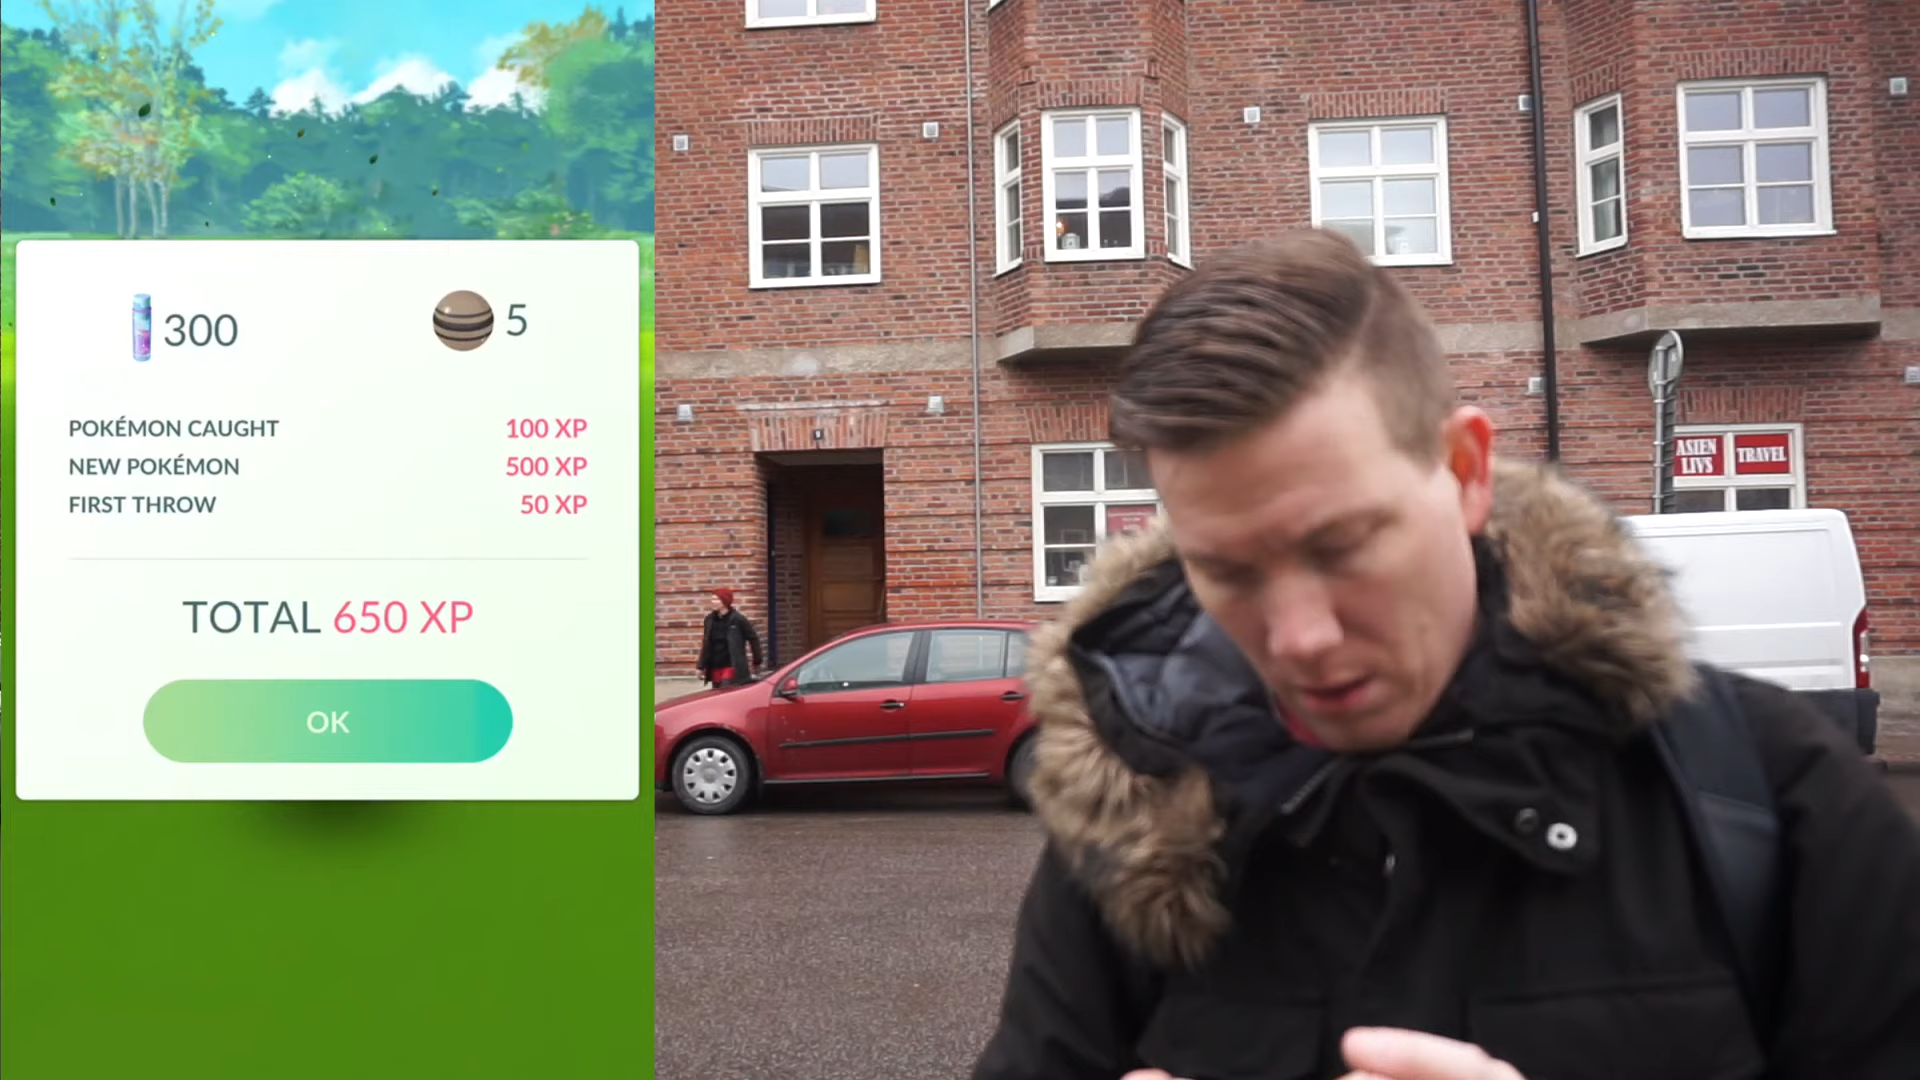 300
5
POKÉMON CAUGHT 100 XP
NEW POKÉMON 500 XP
FIRST THROW 50 XP
TOTAL 650 XP
OK
ASIEN
LIVS
TRAVEL